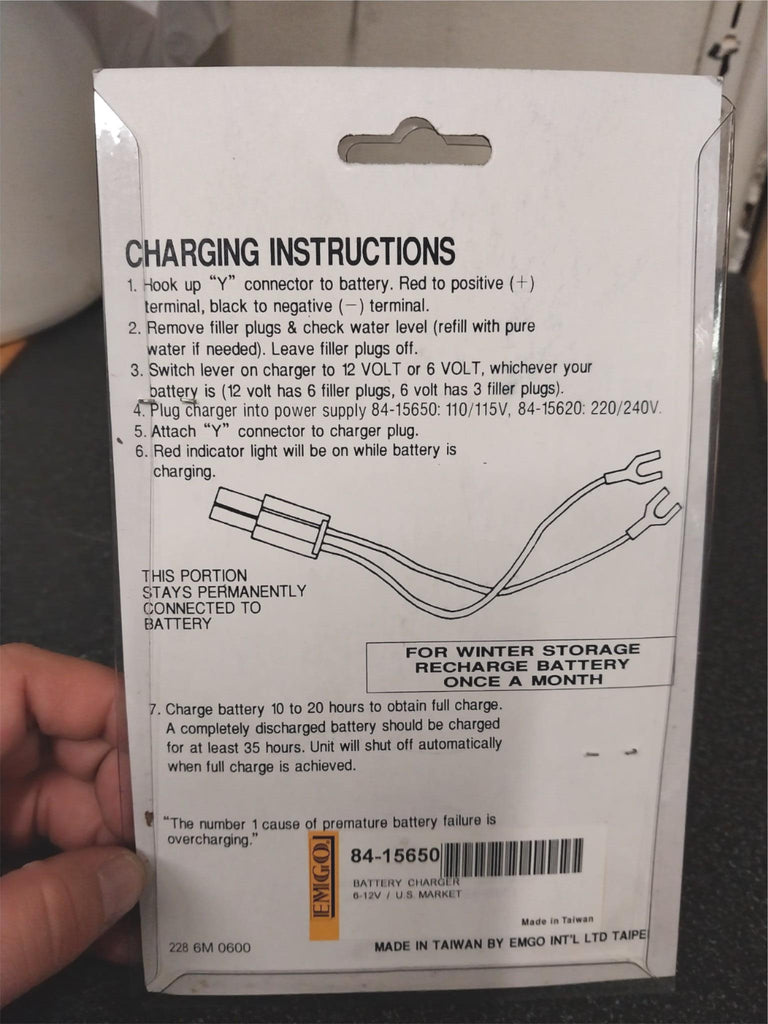 CHARGING INSTRUCTIONS
1. Hook up "Y" connector to battery. Red to positive (+)
terminal, black to negative (−) terminal.
2. Remove filler plugs & check water level (refill with pure
water if needed). Leave filler plugs off.
3. Switch lever on charger to 12 VOLT or 6 VOLT, whichever your
battery is (12 volt has 6 filler plugs, 6 volt has 3 filler plugs).
4. Plug charger into power supply 84-15650: 110/115V, 84-15620: 220/240V.
5. Attach "Y" connector to charger plug.
6. Red indicator light will be on while battery is
charging.
THIS PORTION
STAYS PERMANENTLY
CONNECTED TO
BATTERY
FOR WINTER STORAGE
RECHARGE BATTERY
ONCE A MONTH
7. Charge battery 10 to 20 hours to obtain full charge.
A completely discharged battery should be charged
for at least 35 hours. Unit will shut off automatically
when full charge is achieved.
"The number 1 cause of premature battery failure is
overcharging."
EMGO
84-15650
BATTERY CHARGER
6-12V / U.S. MARKET
Made in Taiwan
228 6M 0600
MADE IN TAIWAN BY EMGO INT'L LTD TAIPE